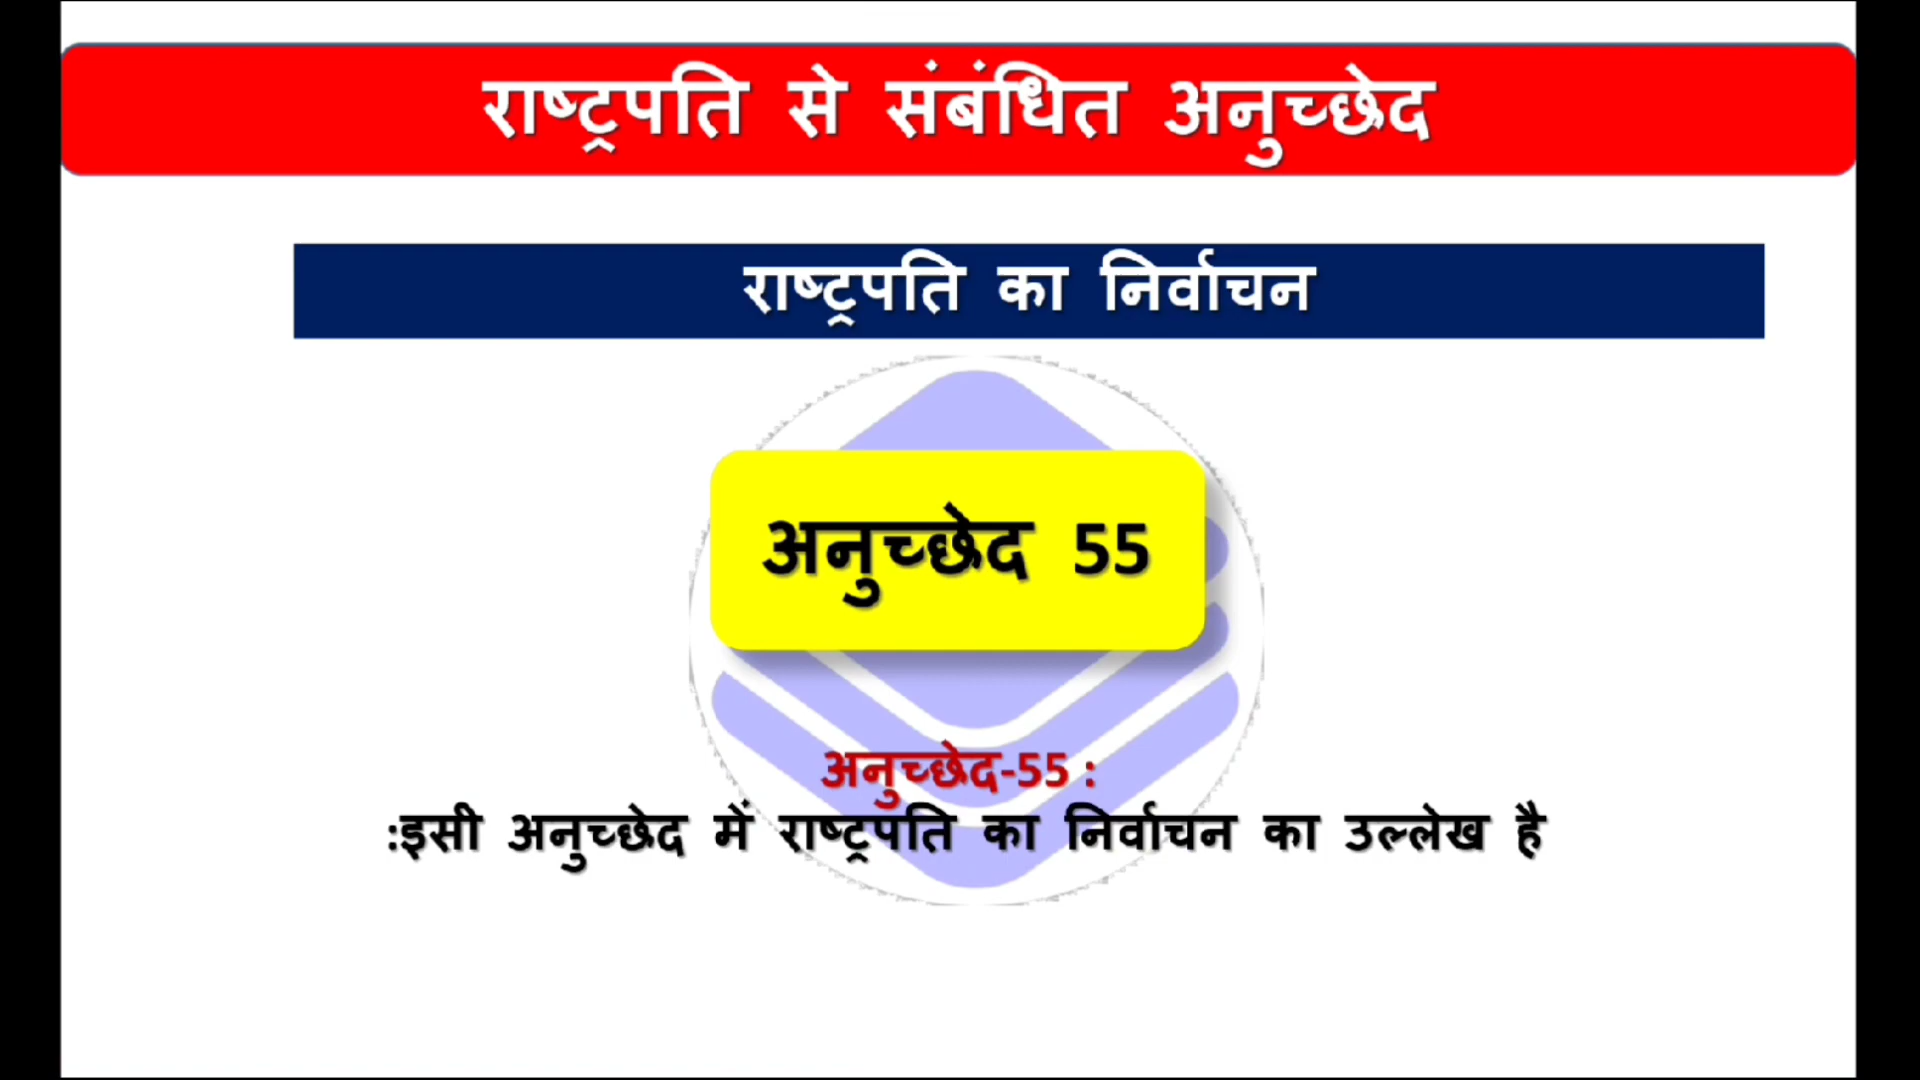 राष्ट्रपति से संबंधित अनुच्छेद
राष्ट्रपति का निर्वाचन
अनुच्छेद 55
अनुच्छेद-55 :
:इसी अनुच्छेद में राष्ट्रपति का निर्वाचन का उल्लेख है